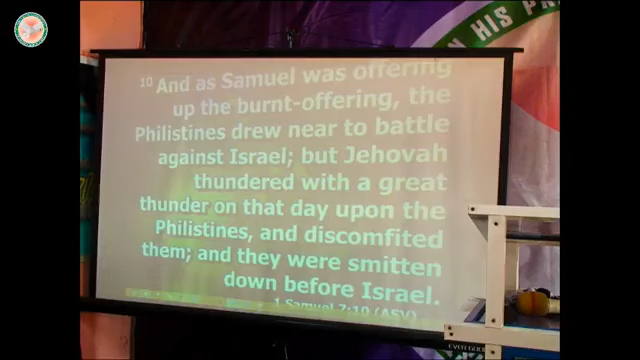 N HIS PA
10 And as Samuel was offering
up the burnt-offering, the
Philistines drew near to battle
against Israel; but Jehovah
thundered with a great
thunder on that day upon the
Philistines, and discomfited
them; and they were smitten
down before Israel.
1 Samuel 7:10 (ASV)